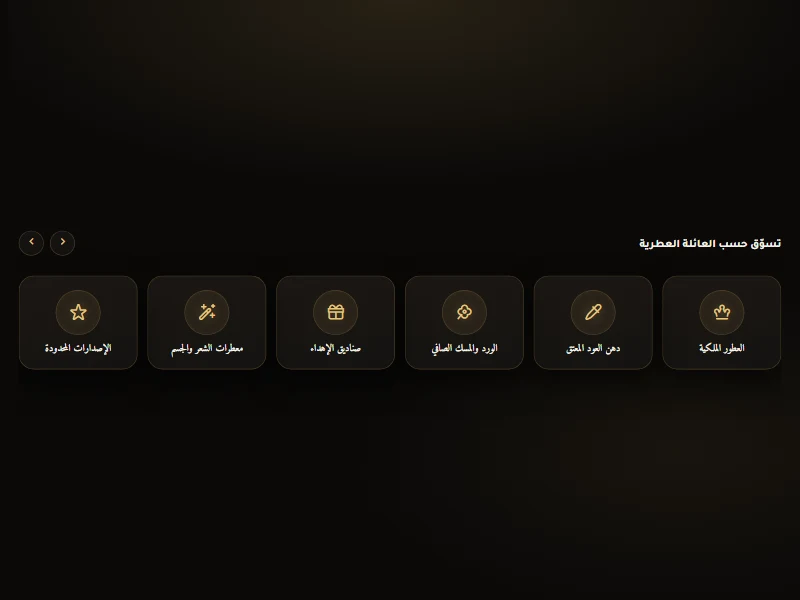 تسوّق حسب العائلة العطرية
العطور الملكية
دهن العود المعتق
الورد والمسك الصافي
صناديق الإهداء
معطرات الشعر والجسم
الإصدارات المحدودة